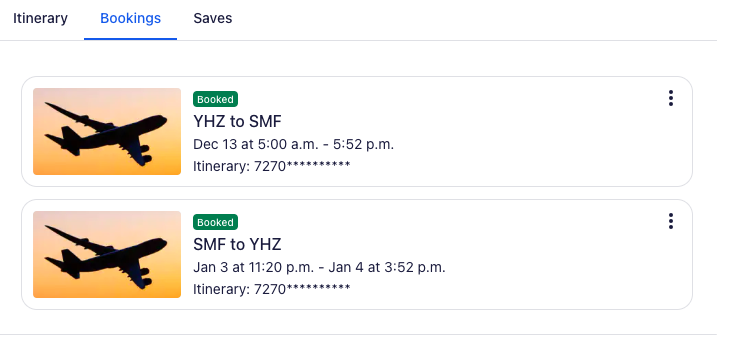 Itinerary Bookings Saves
Booked
YHZ to SMF
Dec 13 at 5:00 a.m. - 5:52 p.m.
Itinerary: 7270**********
Booked
SMF to YHZ
Jan 3 at 11:20 p.m. - Jan 4 at 3:52 p.m.
Itinerary: 7270**********